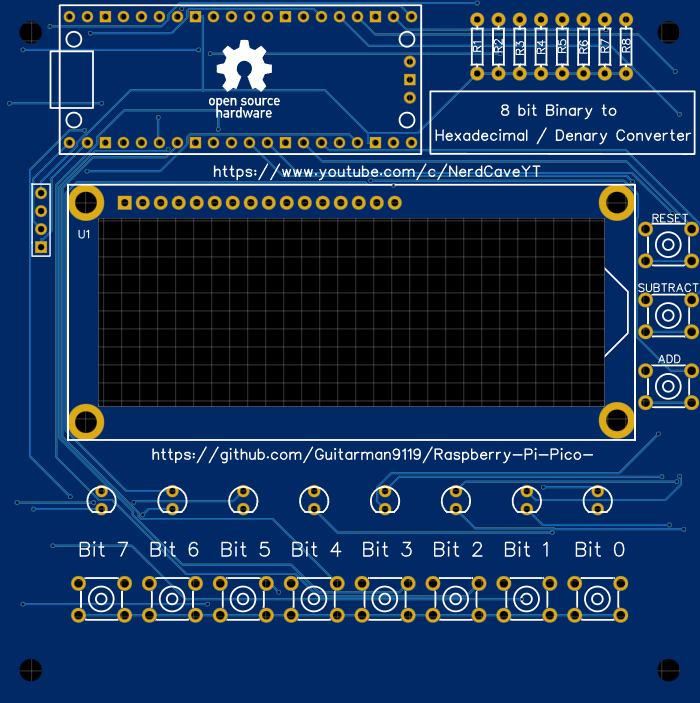 R1 R2 R3 R4 R5 R6 R7 R8
open source
hardware
8 bit Binary to
Hexadecimal / Denary Converter
https://www.youtube.com/c/NerdCaveYT
RESET
U1
SUBTRACT
ADD
https://github.com/Guitarman9119/Raspberry-Pi-Pico-
Bit 7 Bit 6 Bit 5 Bit 4 Bit 3 Bit 2 Bit 1 Bit 0